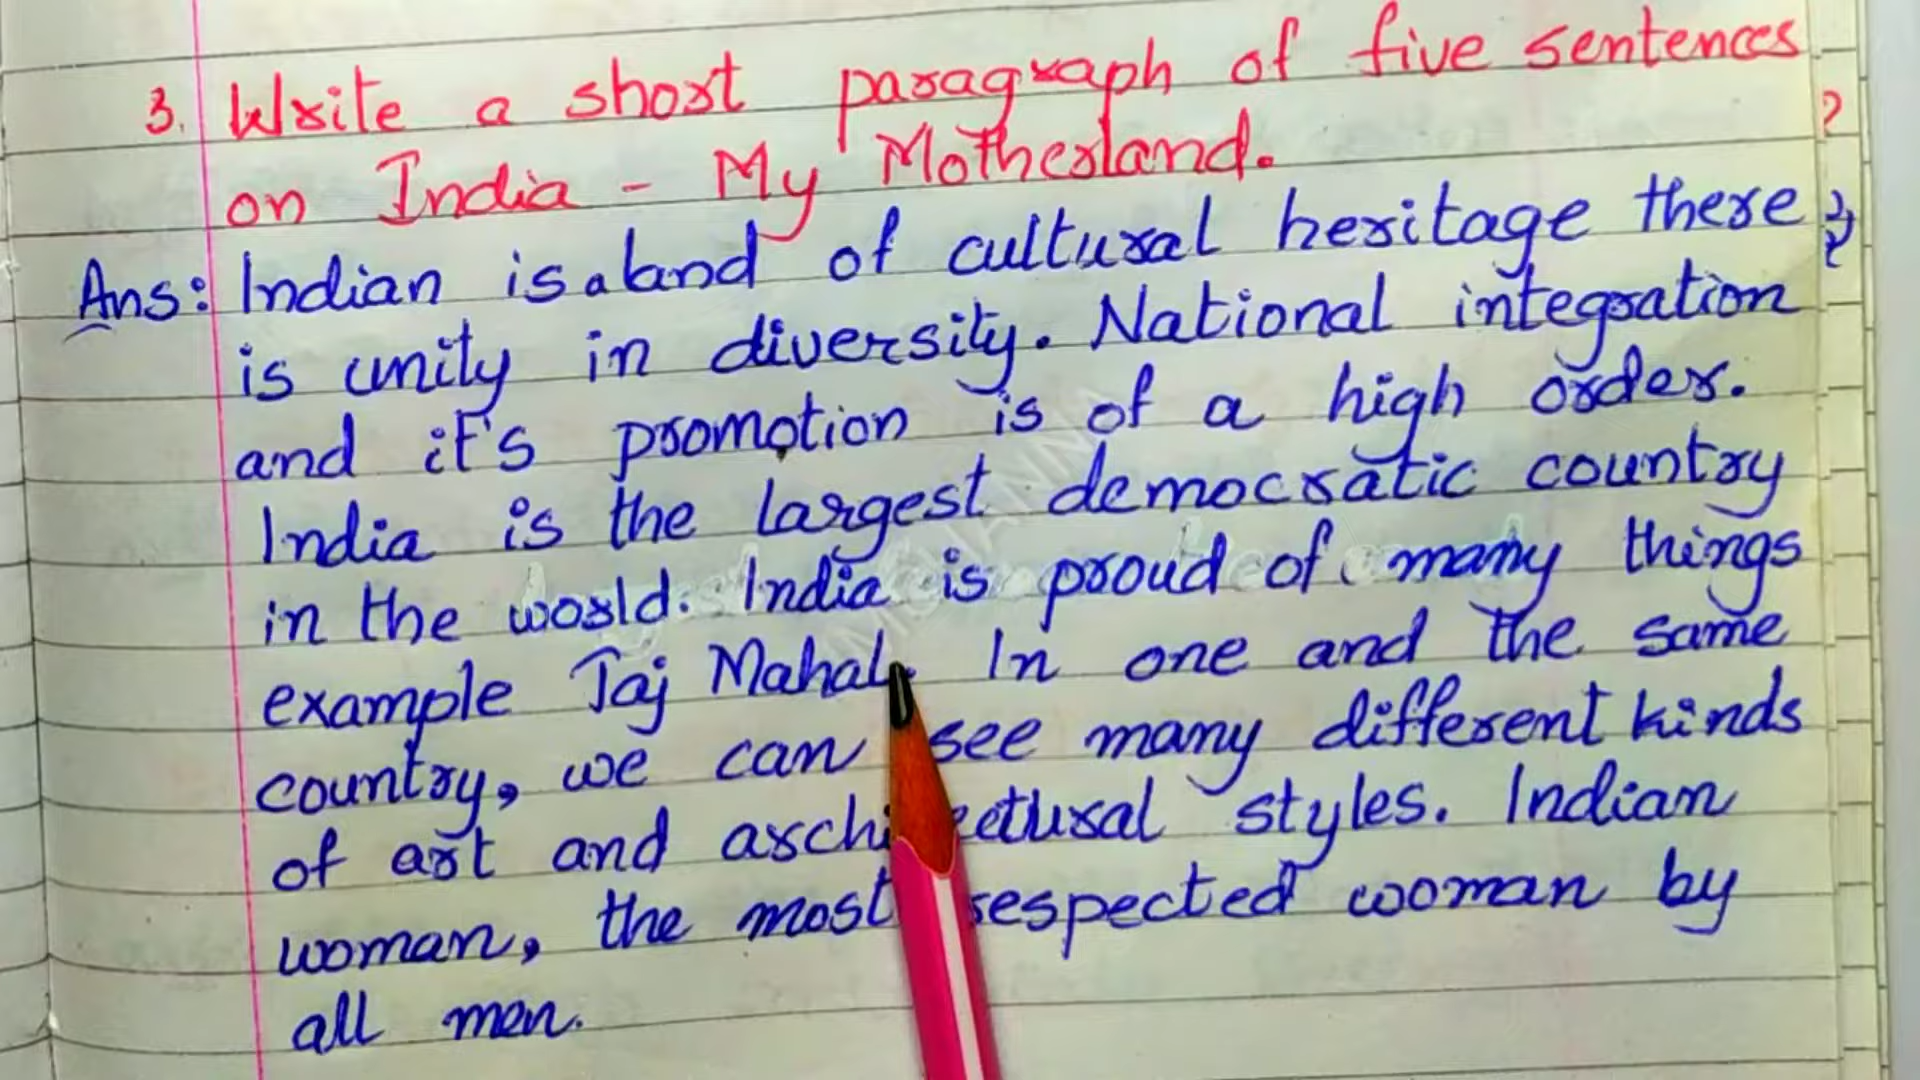 3. Write a short paragraph of five sentences
on India - My Motherland.
Ans: Indian is a land of cultural heritage there
is unity in diversity. National integration
and it's promotion is of a high order.
India is the largest democratic country
in the world. India is proud of many things
example Taj Mahal. In one and the same
country, we can see many different kinds
of art and architectural styles. Indian
woman, the most respected woman by
all men.